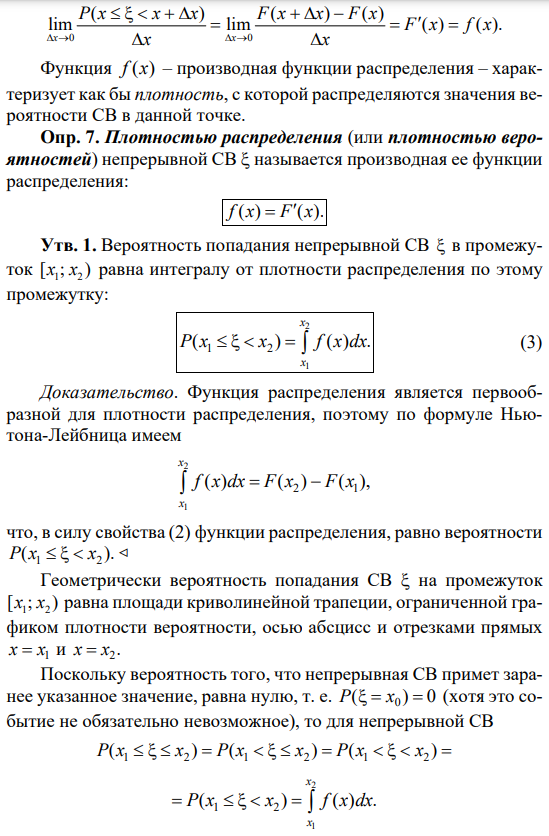 lim_{Δx→0} P(x ≤ ξ < x + Δx) / Δx = lim_{Δx→0} (F(x + Δx) − F(x)) / Δx = F′(x) = f(x).
Функция f(x) – производная функции распределения – харак-
теризует как бы плотность, с которой распределяются значения ве-
роятности СВ в данной точке.
Опр. 7. Плотностью распределения (или плотностью веро-
ятностей) непрерывной СВ ξ называется производная ее функции
распределения:
f(x) = F′(x).
Утв. 1. Вероятность попадания непрерывной СВ ξ в промежу-
ток [x₁; x₂) равна интегралу от плотности распределения по этому
промежутку:
P(x₁ ≤ ξ < x₂) = ∫_{x₁}^{x₂} f(x)dx. (3)
Доказательство. Функция распределения является первооб-
разной для плотности распределения, поэтому по формуле Нью-
тона-Лейбница имеем
∫_{x₁}^{x₂} f(x)dx = F(x₂) − F(x₁),
что, в силу свойства (2) функции распределения, равно вероятности
P(x₁ ≤ ξ < x₂). ◁
Геометрически вероятность попадания СВ ξ на промежуток
[x₁; x₂) равна площади криволинейной трапеции, ограниченной гра-
фиком плотности вероятности, осью абсцисс и отрезками прямых
x = x₁ и x = x₂.
Поскольку вероятность того, что непрерывная СВ примет зара-
нее указанное значение, равна нулю, т. е. P(ξ = x₀) = 0 (хотя это со-
бытие не обязательно невозможное), то для непрерывной СВ
P(x₁ ≤ ξ ≤ x₂) = P(x₁ < ξ ≤ x₂) = P(x₁ < ξ < x₂) =
= P(x₁ ≤ ξ < x₂) = ∫_{x₁}^{x₂} f(x)dx.